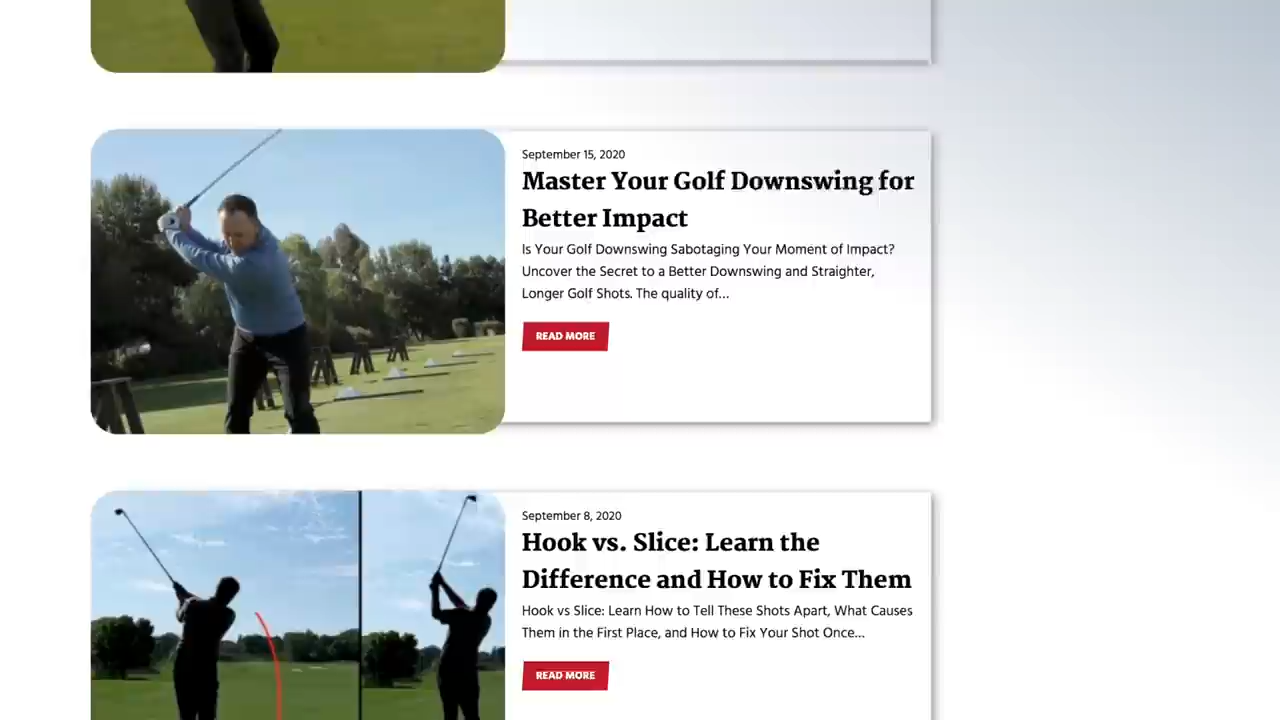 September 15, 2020
Master Your Golf Downswing for
Better Impact
Is Your Golf Downswing Sabotaging Your Moment of Impact?
Uncover the Secret to a Better Downswing and Straighter,
Longer Golf Shots. The quality of...
READ MORE
September 8, 2020
Hook vs. Slice: Learn the
Difference and How to Fix Them
Hook vs Slice: Learn How to Tell These Shots Apart, What Causes
Them in the First Place, and How to Fix Your Shot Once...
READ MORE